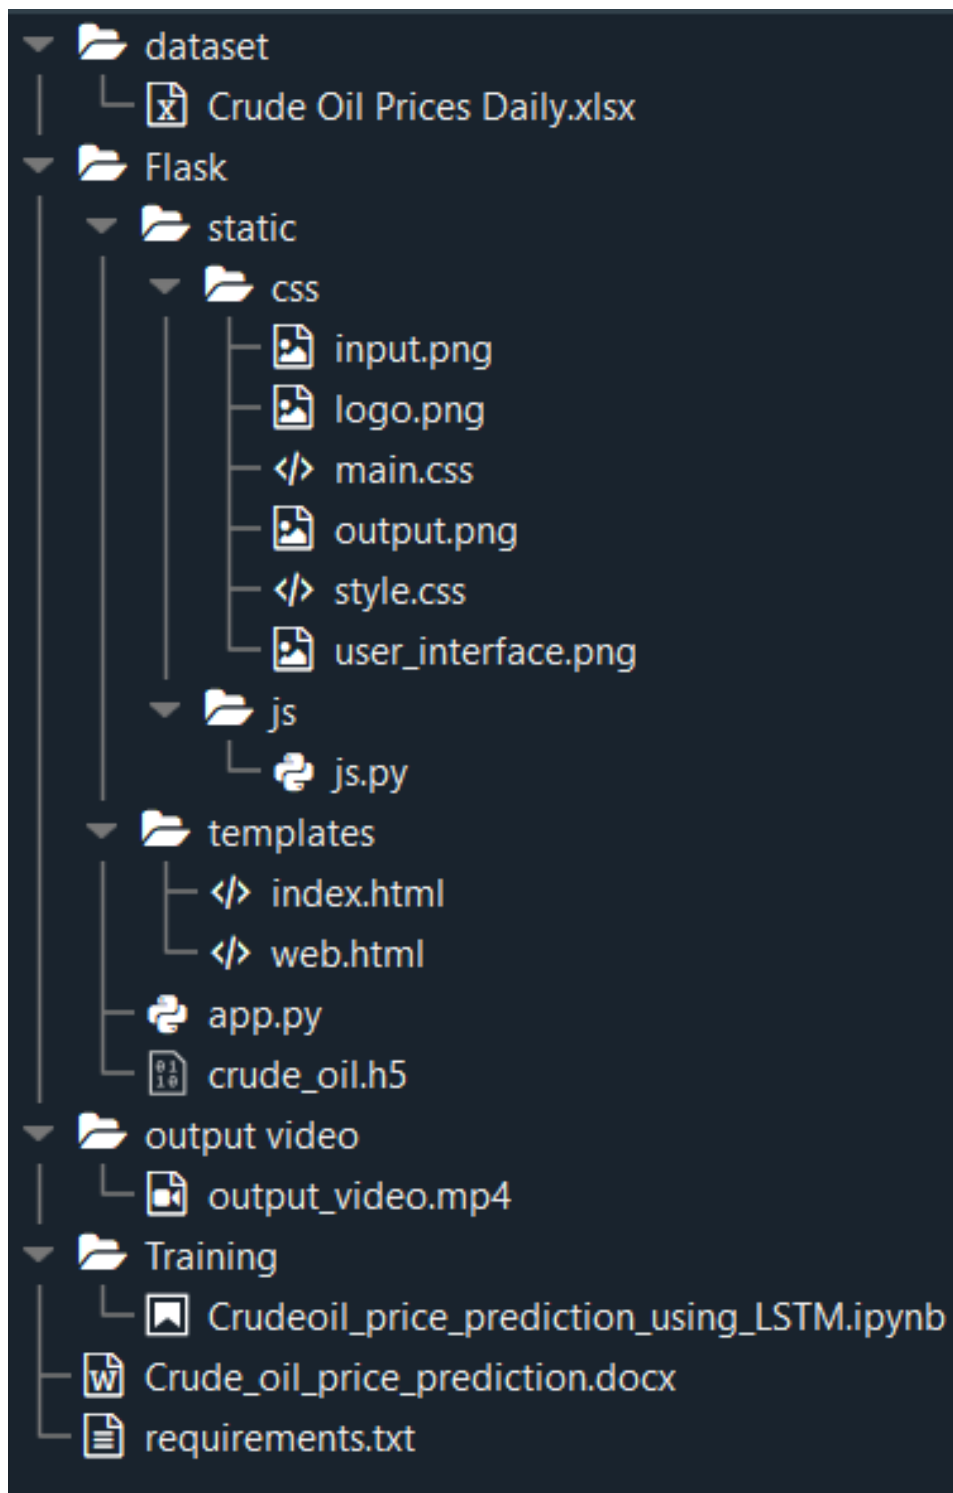 dataset
Crude Oil Prices Daily.xlsx
Flask
static
css
input.png
logo.png
main.css
output.png
style.css
user_interface.png
js
js.py
templates
index.html
web.html
app.py
crude_oil.h5
output video
output_video.mp4
Training
Crudeoil_price_prediction_using_LSTM.ipynb
Crude_oil_price_prediction.docx
requirements.txt